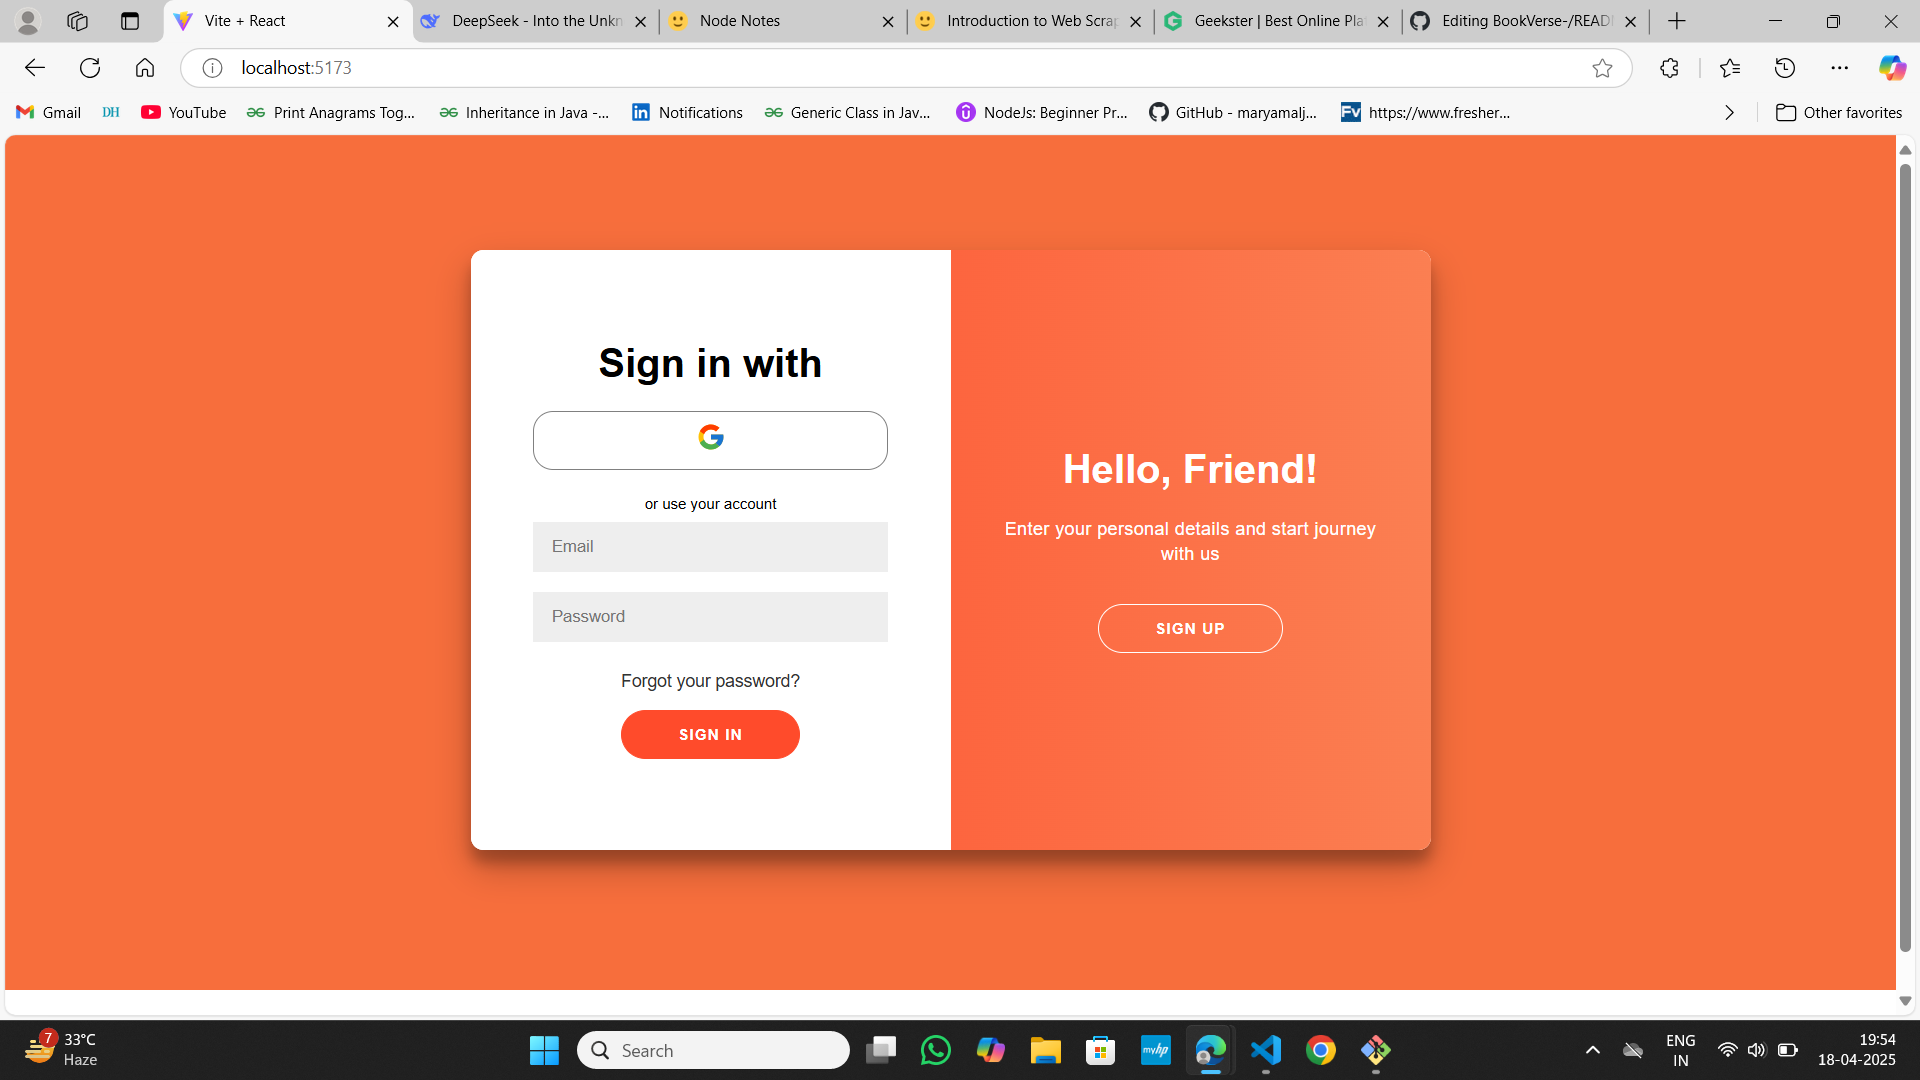 Vite + React
DeepSeek - Into the Unkn
Node Notes
Introduction to Web Scrap
Geekster | Best Online Pla
Editing BookVerse-/READ
localhost:5173
Gmail
DH
YouTube
Print Anagrams Tog...
Inheritance in Java -...
Notifications
Generic Class in Jav...
NodeJs: Beginner Pr...
GitHub - maryamalj...
Fv
https://www.fresher...
Other favorites
Sign in with
or use your account
Email
Password
Forgot your password?
SIGN IN
Hello, Friend!
Enter your personal details and start journey
with us
SIGN UP
7
33°C
Haze
Search
myhp
ENG
IN
19:54
18-04-2025